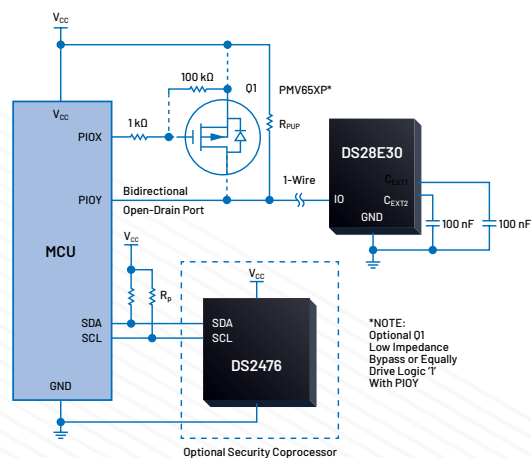 VCC
100 kΩ
Q1
PMV65XP*
VCC
1 kΩ
PIOX
RPUP
DS28E30
1-Wire
CEXT1
PIOY
Bidirectional
Open-Drain Port
IO
CEXT2
GND
100 nF
100 nF
MCU
VCC
RP
VCC
SDA
SCL
SDA
SCL
DS2476
*NOTE:
Optional Q1
Low Impedance
Bypass or Equally
Drive Logic '1'
With PIOY
GND
Optional Security Coprocessor